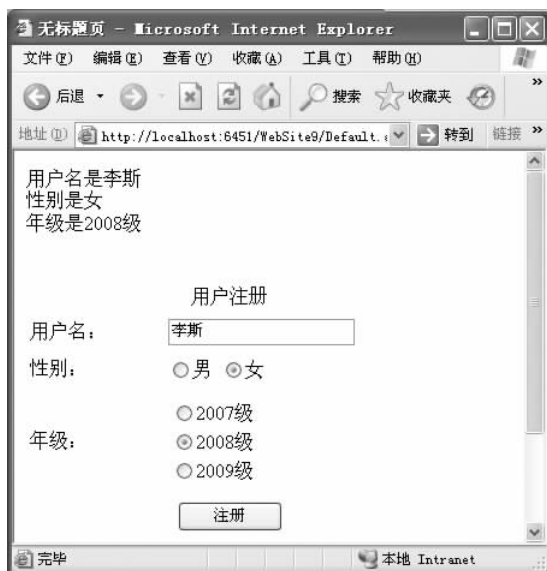 无标题页 - Microsoft Internet Explorer
文件(F) 编辑(E) 查看(V) 收藏(A) 工具(T) 帮助(H)
后退 搜索 收藏夹 »
地址(D) http://localhost:6451/WebSite9/Default. 转到 链接 »
用户名是李斯
性别是女
年级是2008级
用户注册
用户名: 李斯
性别: 男 女
2007级
年级: 2008级
2009级
注册
完毕 本地 Intranet